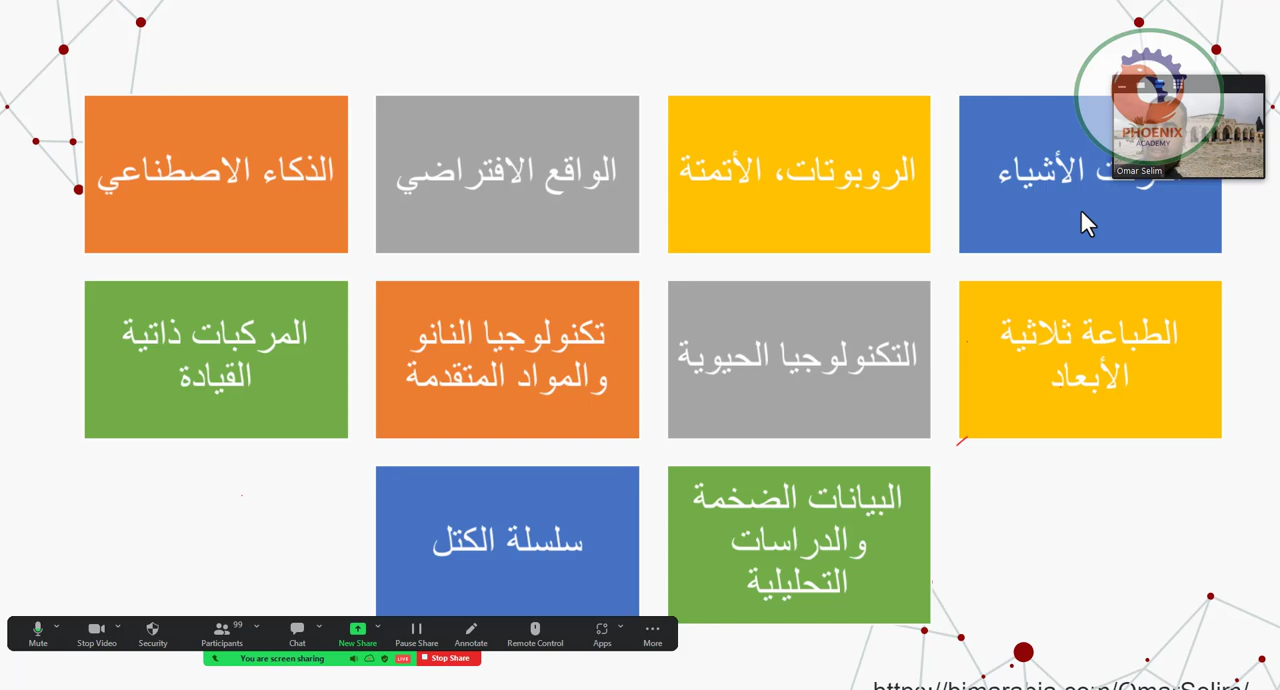 الذكاء الاصطناعي
الواقع الافتراضي
الروبوتات، الأتمتة
الأشياء
PHOENIX
ACADEMY
Omar Selim
المركبات ذاتية
القيادة
تكنولوجيا النانو
والمواد المتقدمة
التكنولوجيا الحيوية
الطباعة ثلاثية
الأبعاد
سلسلة الكتل
البيانات الضخمة
والدراسات
التحليلية
Mute
Stop Video
Security
99
Participants
Chat
New Share
Pause Share
Annotate
Remote Control
Apps
More
You are screen sharing
LIVE
Stop Share